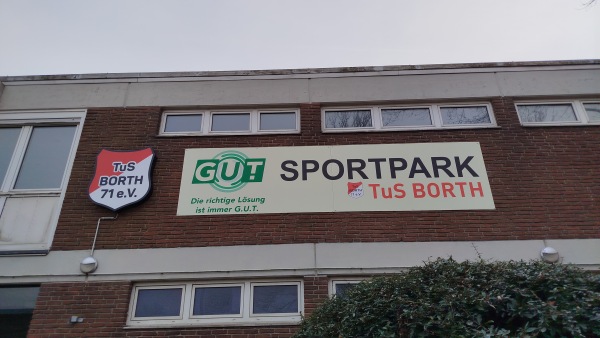 TuS
BORTH
71 e.V.
GUT
Die richtige Lösung
ist immer G.U.T.
SPORTPARK
TuS BORTH